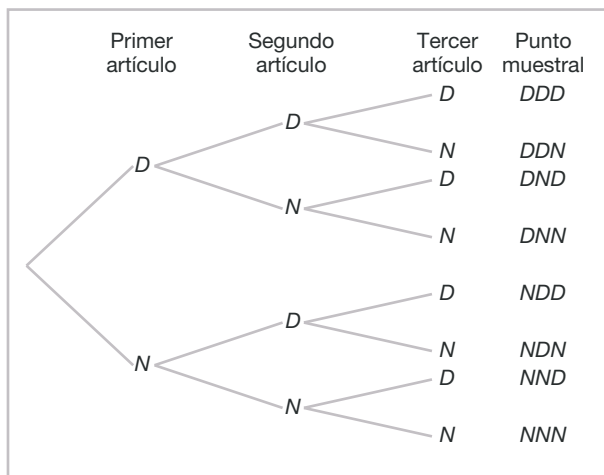 Primer artículo Segundo artículo Tercer artículo Punto muestral
D DDD
D
N DDN
D
D DND
N
N DNN
D NDD
D
N NDN
N
D NND
N
N NNN